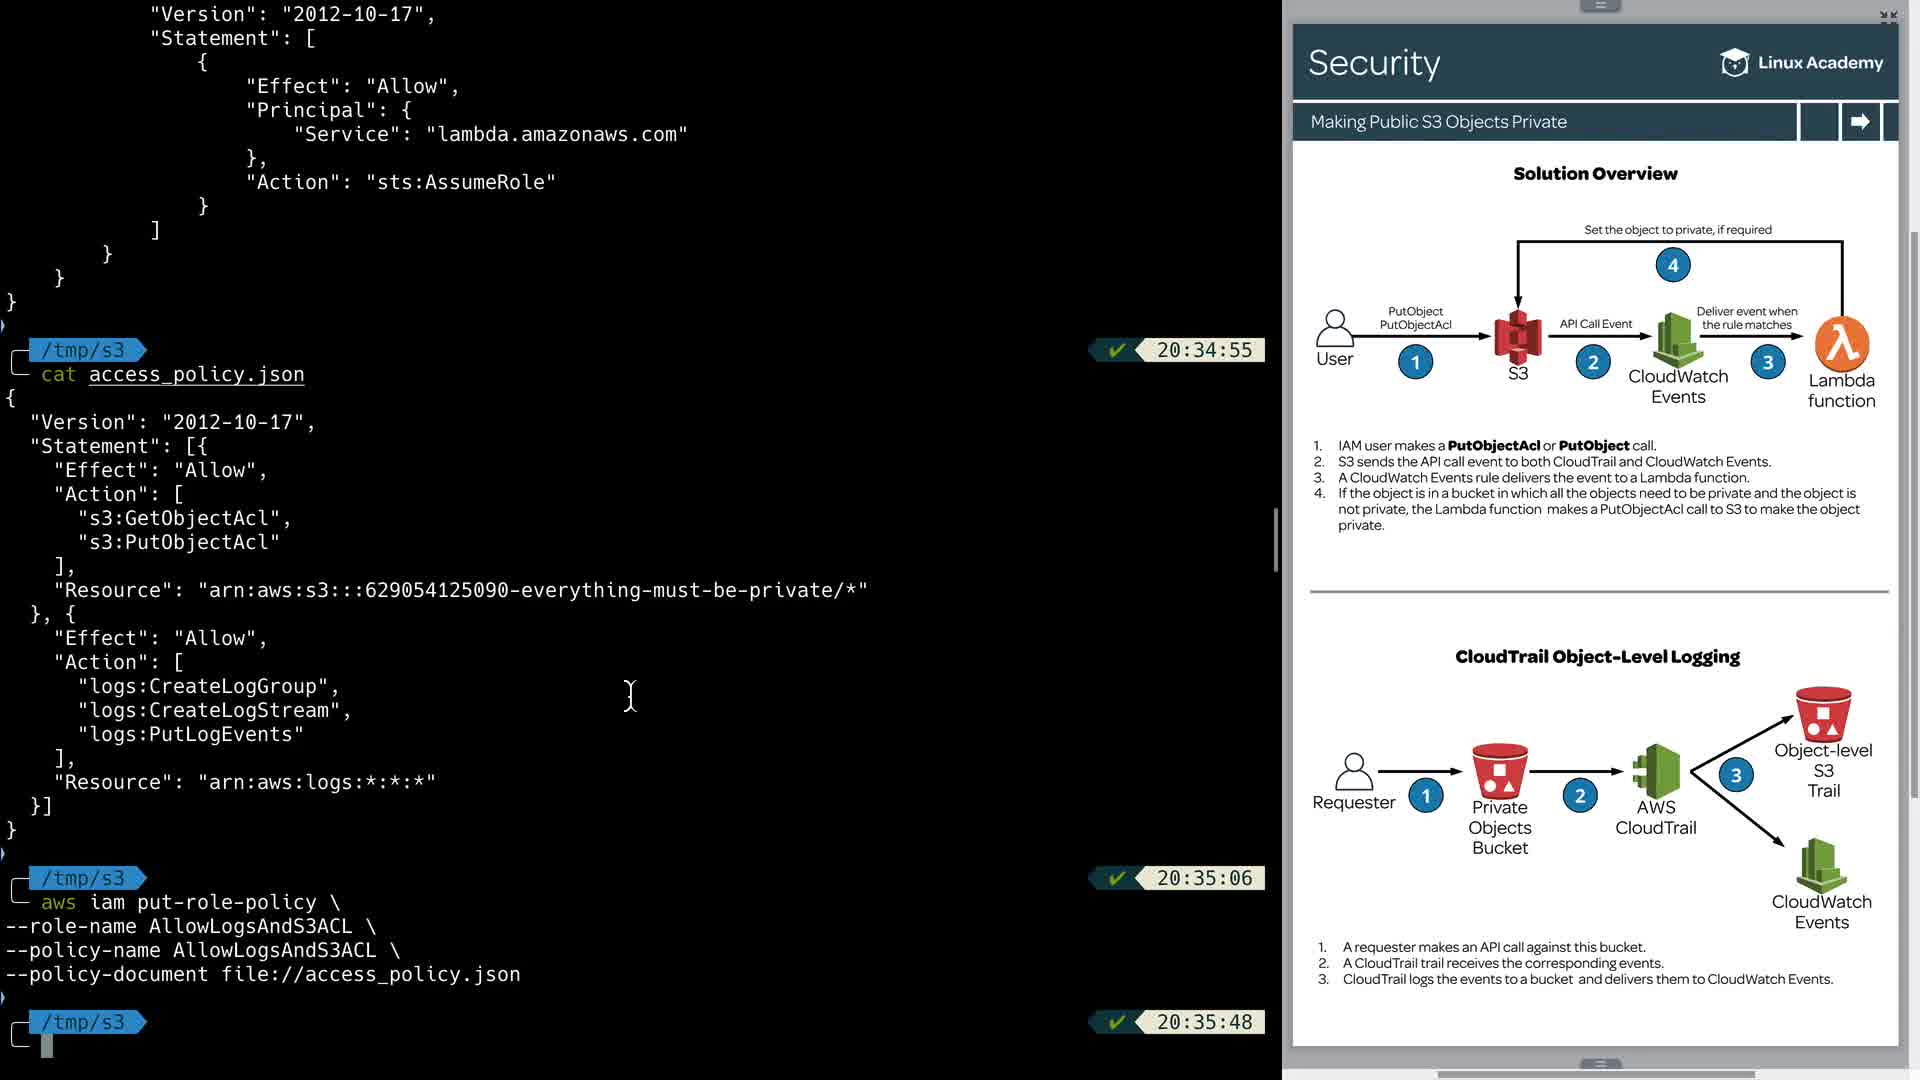 "Version": "2012-10-17",
"Statement": [
{
"Effect": "Allow",
"Principal": {
"Service": "lambda.amazonaws.com"
},
"Action": "sts:AssumeRole"
}
]
}
}
}
/tmp/s3 ✔ 20:34:55
cat access_policy.json
{
"Version": "2012-10-17",
"Statement": [{
"Effect": "Allow",
"Action": [
"s3:GetObjectAcl",
"s3:PutObjectAcl"
],
"Resource": "arn:aws:s3:::629054125090-everything-must-be-private/*"
}, {
"Effect": "Allow",
"Action": [
"logs:CreateLogGroup",
"logs:CreateLogStream",
"logs:PutLogEvents"
],
"Resource": "arn:aws:logs:*:*:*"
}]
}
/tmp/s3 ✔ 20:35:06
aws iam put-role-policy \
--role-name AllowLogsAndS3ACL \
--policy-name AllowLogsAndS3ACL \
--policy-document file://access_policy.json
/tmp/s3 ✔ 20:35:48
Security
Linux Academy
Making Public S3 Objects Private
Solution Overview
Set the object to private, if required
4
PutObject
PutObjectAcl
API Call Event
Deliver event when
the rule matches
User
1
S3
2
CloudWatch
Events
3
Lambda
function
1. IAM user makes a PutObjectAcl or PutObject call.
2. S3 sends the API call event to both CloudTrail and CloudWatch Events.
3. A CloudWatch Events rule delivers the event to a Lambda function.
4. If the object is in a bucket in which all the objects need to be private and the object is
not private, the Lambda function makes a PutObjectAcl call to S3 to make the object
private.
CloudTrail Object-Level Logging
Requester
1
Private
Objects
Bucket
2
AWS
CloudTrail
3
Object-level
S3
Trail
CloudWatch
Events
1. A requester makes an API call against this bucket.
2. A CloudTrail trail receives the corresponding events.
3. CloudTrail logs the events to a bucket and delivers them to CloudWatch Events.